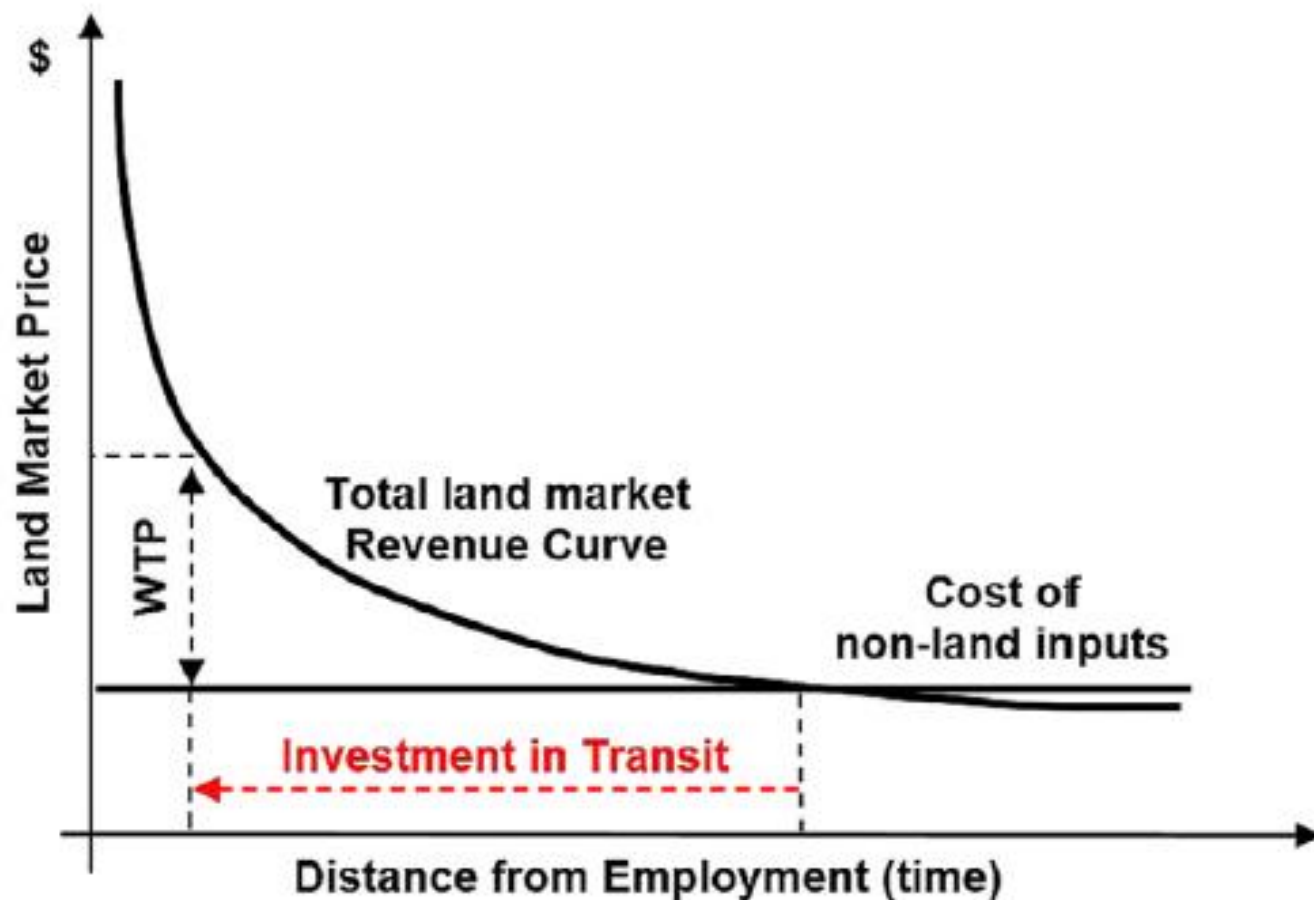 $
Land Market Price
WTP
Total land market
Revenue Curve
Cost of
non-land inputs
Investment in Transit
Distance from Employment (time)